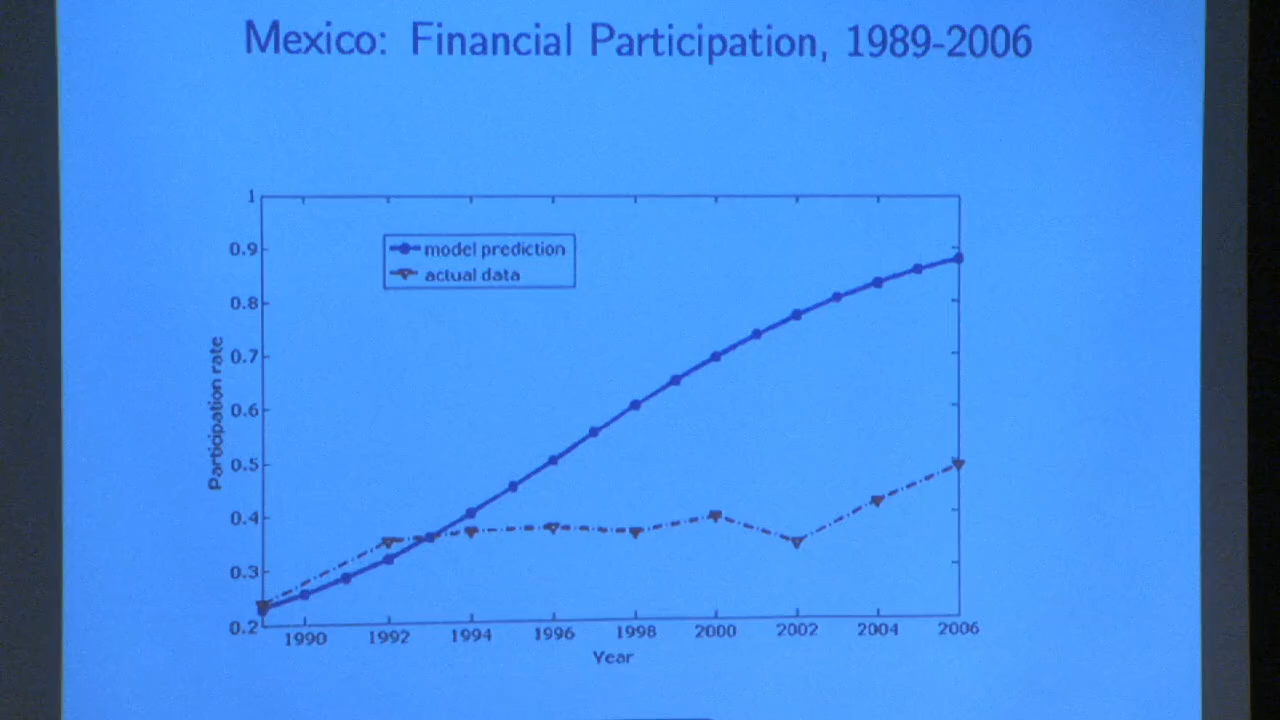 Mexico: Financial Participation, 1989-2006
1
0.9
0.8
0.7
0.6
0.5
0.4
0.3
0.2
Participation rate
model prediction
actual data
1990 1992 1994 1996 1998 2000 2002 2004 2006
Year